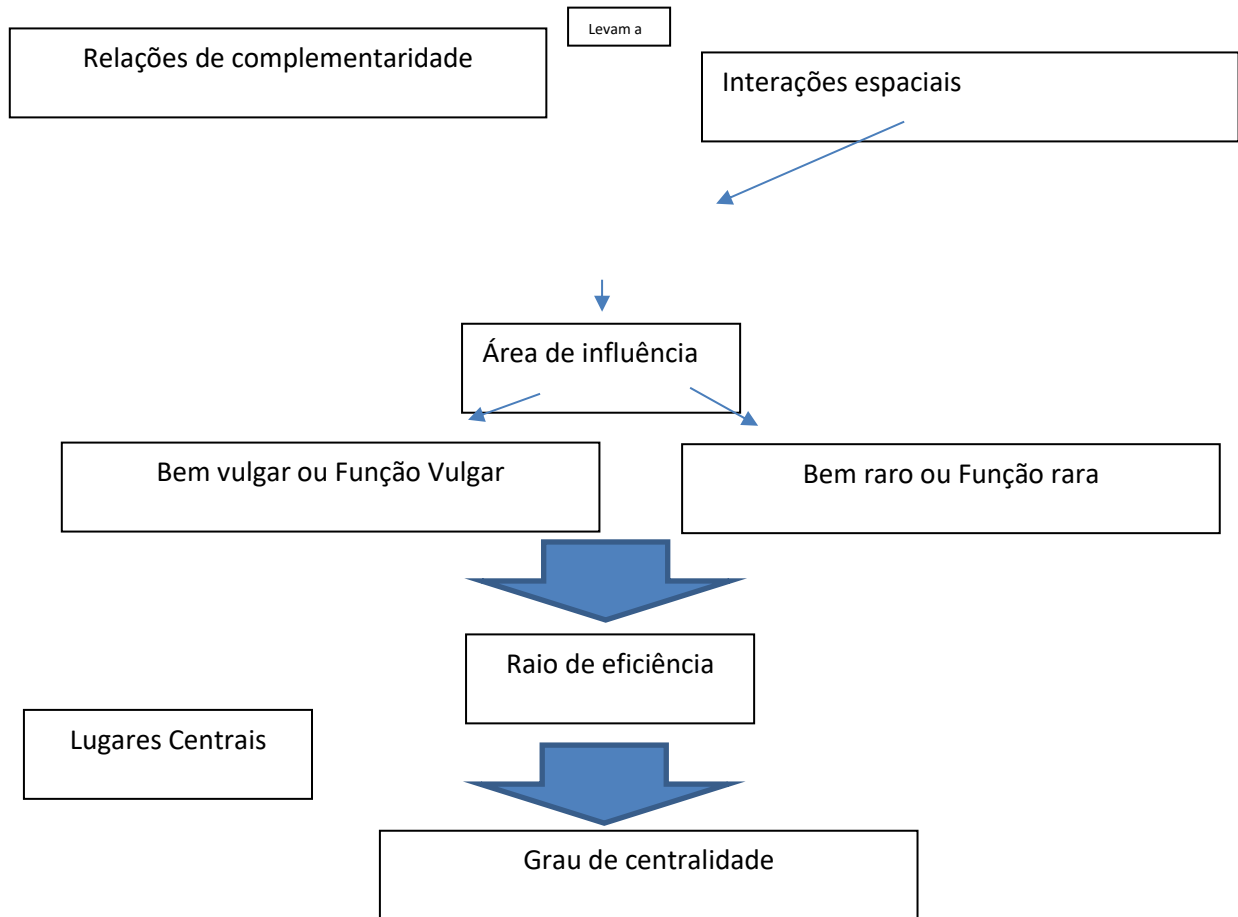 Levam a
Relações de complementaridade
Interações espaciais
Área de influência
Bem vulgar ou Função Vulgar
Bem raro ou Função rara
Raio de eficiência
Lugares Centrais
Grau de centralidade